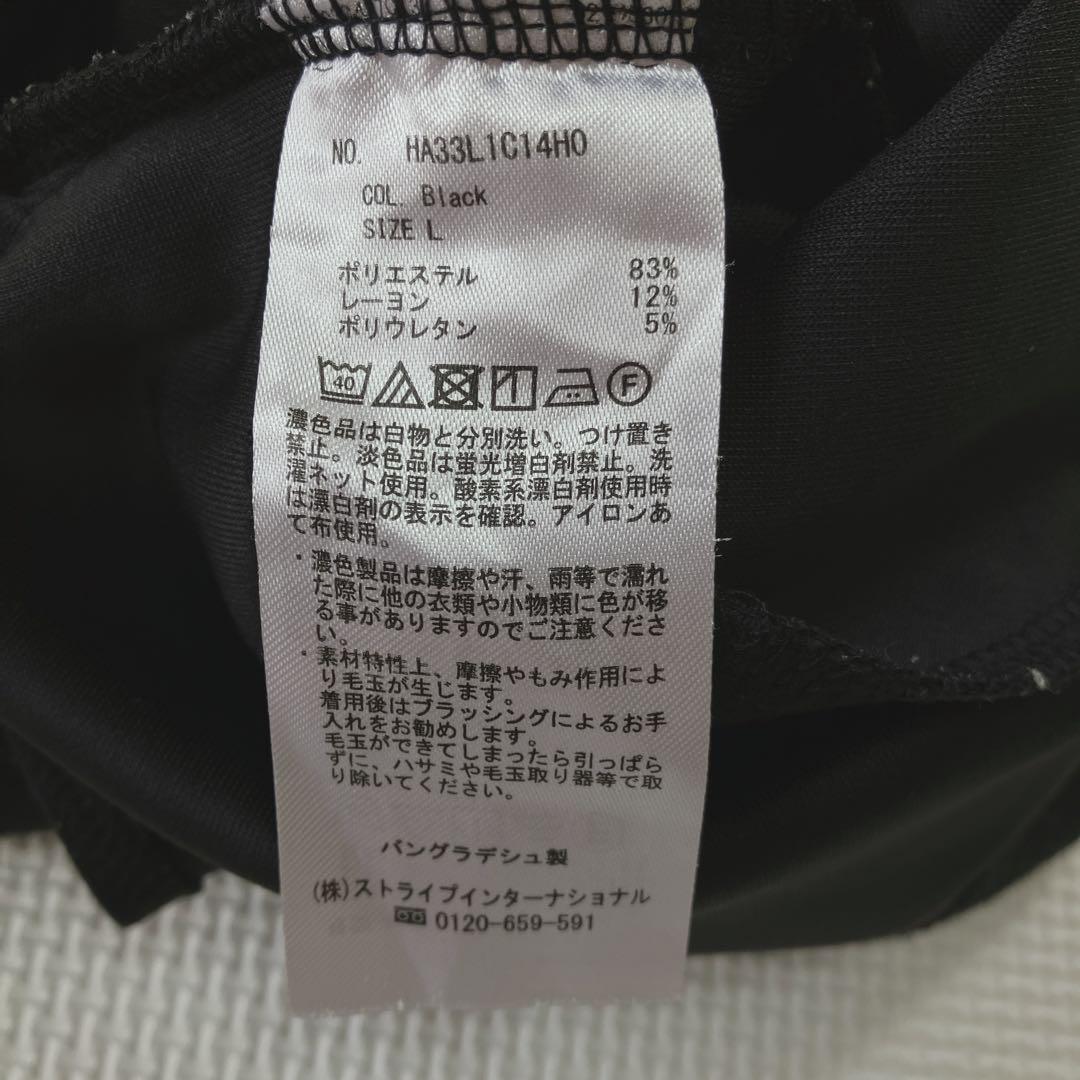 NO. HA33L1C14H0
COL. Black
SIZE L
ポリエステル 83%
レーヨン 12%
ポリウレタン 5%
40
F
濃色品は白物と分別洗い。つけ置き
禁止。淡色品は蛍光増白剤禁止。洗
濯ネット使用。酸素系漂白剤使用時
は漂白剤の表示を確認。アイロンあ
て布使用。
・濃色製品は摩擦や汗、雨等で濡れ
た際に他の衣類や小物類に色が移
る事がありますのでご注意くださ
い。
・素材特性上、摩擦やもみ作用によ
り毛玉が生じます。
着用後はブラッシングによるお手
入れをお勧めします。
毛玉ができてしまったら引っぱら
ずに、ハサミや毛玉取り器等で取
り除いてください。
バングラデシュ製
(株)ストライプインターナショナル
0120-659-591